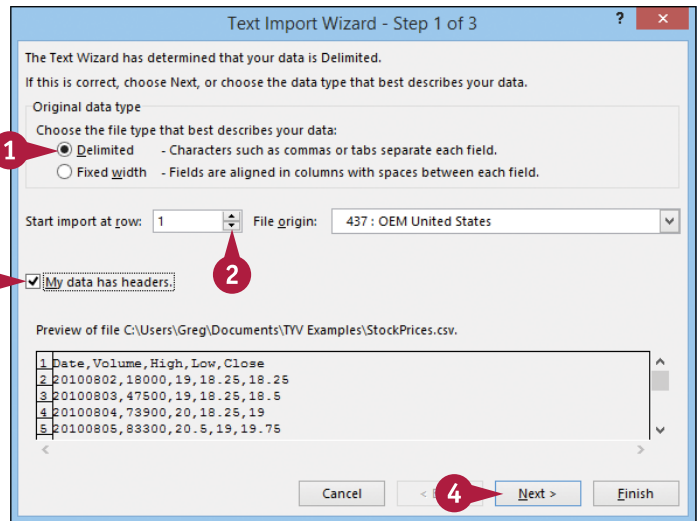 Text Import Wizard - Step 1 of 3
? ×
The Text Wizard has determined that your data is Delimited.
If this is correct, choose Next, or choose the data type that best describes your data.
Original data type
Choose the file type that best describes your data:
1
Delimited - Characters such as commas or tabs separate each field.
Fixed width - Fields are aligned in columns with spaces between each field.
Start import at row: 1 File origin: 437 : OEM United States
2
My data has headers.
Preview of file C:\Users\Greg\Documents\TYV Examples\StockPrices.csv.
1 Date,Volume,High,Low,Close
2 20100802,18000,19,18.25,18.25
3 20100803,47500,19,18.25,18.5
4 20100804,73900,20,18.25,19
5 20100805,83300,20.5,19,19.75
Cancel < 4 Next > Finish